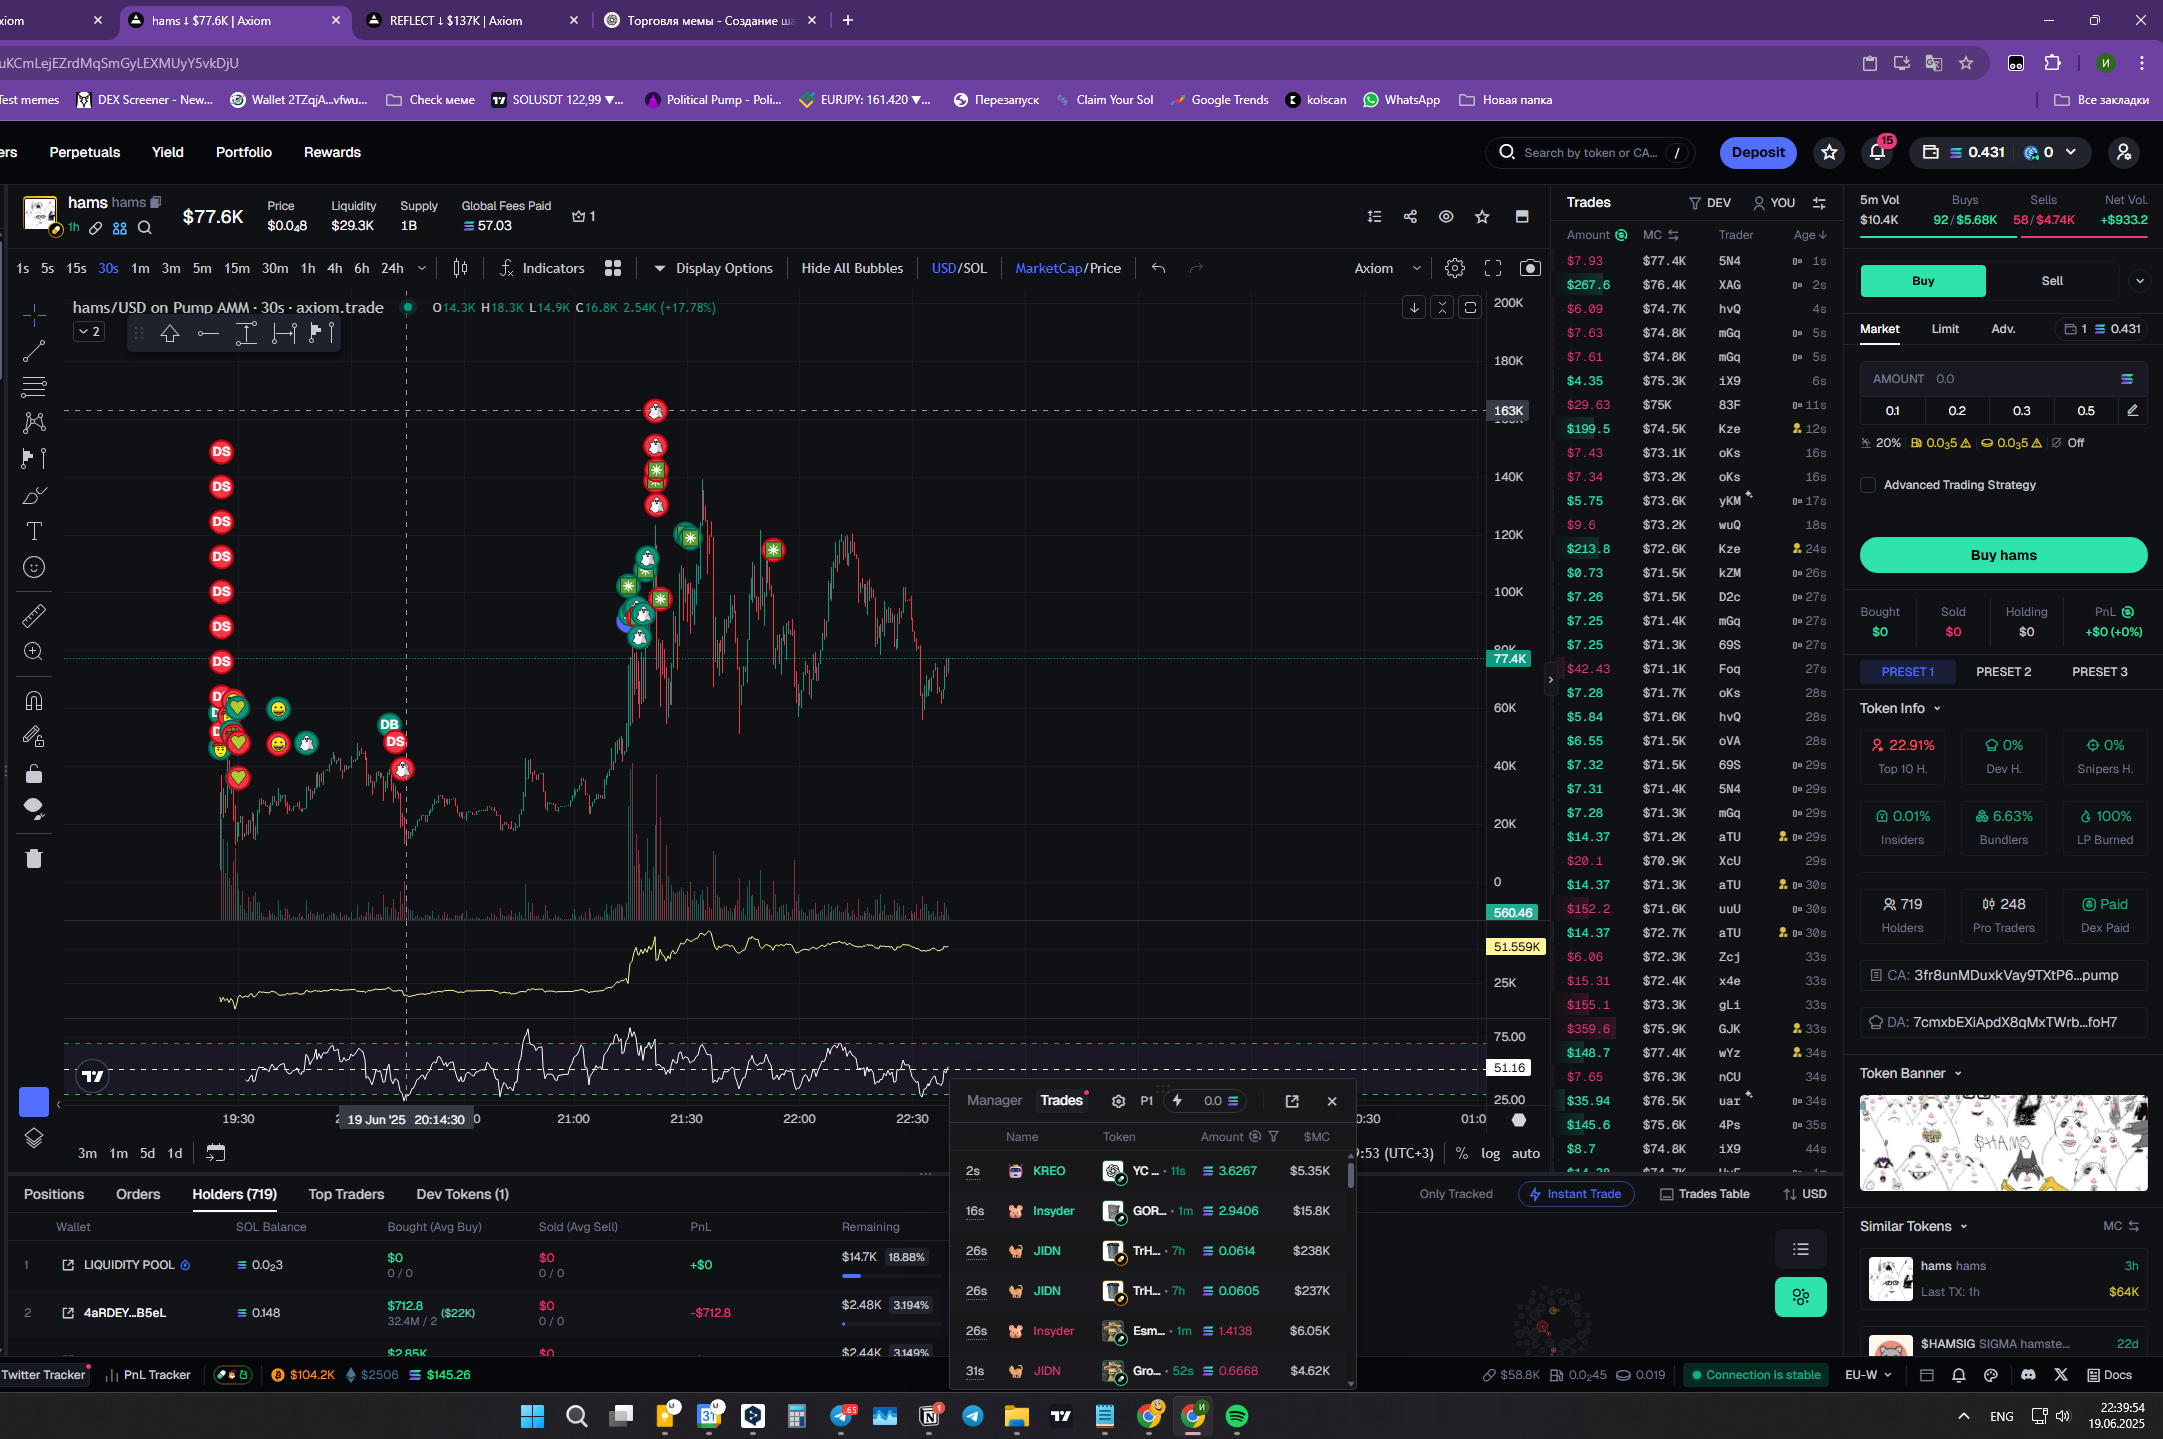 xiom
hams ↓ $77.6K | Axiom
REFLECT ↓ $137K | Axiom
Торговля мемы - Создание ша
uKCmLejEZrdMqSmGyLEXMUyY5vkDjU
Test memes
DEX Screener - New...
Wallet 2TZqjA...vfwu...
Check меме
SOLUSDT 122,99 ▼...
Political Pump - Poli...
EURJPY: 161.420 ▼...
Перезапуск
Claim Your Sol
Google Trends
kolscan
WhatsApp
Новая папка
Все закладки
ers
Perpetuals
Yield
Portfolio
Rewards
Search by token or CA... /
Deposit
15
0.431
0
hams hams
1h
$77.6K
Price
$0.0₄8
Liquidity
$29.3K
Supply
1B
Global Fees Paid
57.03
1
1s 5s 15s 30s 1m 3m 5m 15m 30m 1h 4h 6h 24h
Indicators
Display Options
Hide All Bubbles
USD/SOL
MarketCap/Price
Axiom
hams/USD on Pump AMM · 30s · axiom.trade
O14.3K H18.3K L14.9K C16.8K 2.54K (+17.78%)
2
200K
180K
163K
140K
120K
100K
77.4K
60K
40K
20K
0
560.46
51.559K
25K
75.00
51.16
25.00
DS
DS
DS
DS
DS
DS
DS
DB
DS
19:30
19 Jun '25 20:14:30
21:00
21:30
22:00
22:30
3m 1m 5d 1d
(UTC+3)
%
log
auto
Trades
DEV
YOU
Amount MC Trader Age
$7.93 $77.4K 5N4 1s
$267.6 $76.4K XAG 2s
$6.09 $74.7K hvQ 4s
$7.63 $74.8K mGq 5s
$7.61 $74.8K mGq 5s
$4.35 $75.3K iX9 6s
$29.63 $75K 83F 11s
$199.5 $74.5K Kze 12s
$7.43 $73.1K oKs 16s
$7.34 $73.2K oKs 16s
$5.75 $73.6K yKM 17s
$9.6 $73.2K wuQ 18s
$213.8 $72.6K Kze 24s
$0.73 $71.5K kZM 26s
$7.26 $71.5K D2c 27s
$7.25 $71.4K mGq 27s
$7.25 $71.3K 69S 27s
$42.43 $71.1K Foq 27s
$7.28 $71.7K oKs 28s
$5.84 $71.6K hvQ 28s
$6.55 $71.5K oVA 28s
$7.32 $71.5K 69S 29s
$7.31 $71.4K 5N4 29s
$7.28 $71.3K mGq 29s
$14.37 $71.2K aTU 29s
$20.1 $70.9K XcU 29s
$14.37 $71.3K aTU 30s
$152.2 $71.6K uuU 30s
$14.37 $72.7K aTU 30s
$6.06 $72.3K Zcj 33s
$15.31 $72.4K x4e 33s
$155.1 $73.3K gLi 33s
$359.6 $75.9K GJK 33s
$148.7 $77.4K wYz 34s
$7.65 $76.3K nCU 34s
$35.94 $76.5K uar 34s
$145.6 $75.6K 4Ps 35s
$8.7 $74.8K iX9 44s
5m Vol
$10.4K
Buys
92 / $5.68K
Sells
58 / $4.74K
Net Vol.
+$933.2
Buy
Sell
Market
Limit
Adv.
1
0.431
AMOUNT 0.0
0.1 0.2 0.3 0.5
20%
0.0₃5
0.0₃5
Off
Advanced Trading Strategy
Buy hams
Bought
$0
Sold
$0
Holding
$0
PnL
+$0 (+0%)
PRESET 1
PRESET 2
PRESET 3
Token Info
22.91%
Top 10 H.
0%
Dev H.
0%
Snipers H.
0.01%
Insiders
6.63%
Bundlers
100%
LP Burned
719
Holders
248
Pro Traders
Paid
Dex Paid
CA: 3fr8unMDuxkVay9TXtP6...pump
DA: 7cmxbEXiApdX8qMxTWrb...foH7
Token Banner
$HAMS
Similar Tokens
MC
hams hams 3h
Last TX: 1h $64K
$HAMSIG SIGMA hamste... 22d
Manager
Trades
P1
0.0
Name Token Amount $MC
2s KREO YC ... · 11s 3.6267 $5.35K
16s Insyder GOR... · 1m 2.9406 $15.8K
26s JIDN TrH... · 7h 0.0614 $238K
26s JIDN TrH... · 7h 0.0605 $237K
26s Insyder Esm... · 1m 1.4138 $6.05K
31s JIDN Gro... · 52s 0.6668 $4.62K
Positions
Orders
Holders (719)
Top Traders
Dev Tokens (1)
Only Tracked
Instant Trade
Trades Table
USD
Wallet
SOL Balance
Bought (Avg Buy)
Sold (Avg Sell)
PnL
Remaining
1 LIQUIDITY POOL 0.0₂3 $0 $0 +$0 $14.7K 18.88%
0 / 0 0 / 0
2 4aRDEY...B5eL 0.148 $712.8 ($22K) $0 -$712.8 $2.48K 3.194%
32.4M / 2 0 / 0
$2.85K $0 $2.44K 3.149%
Twitter Tracker
PnL Tracker
$104.2K
$2506
$145.26
$58.8K
0.0₂45
0.019
Connection is stable
EU-W
Docs
ENG
22:39:54
19.06.2025